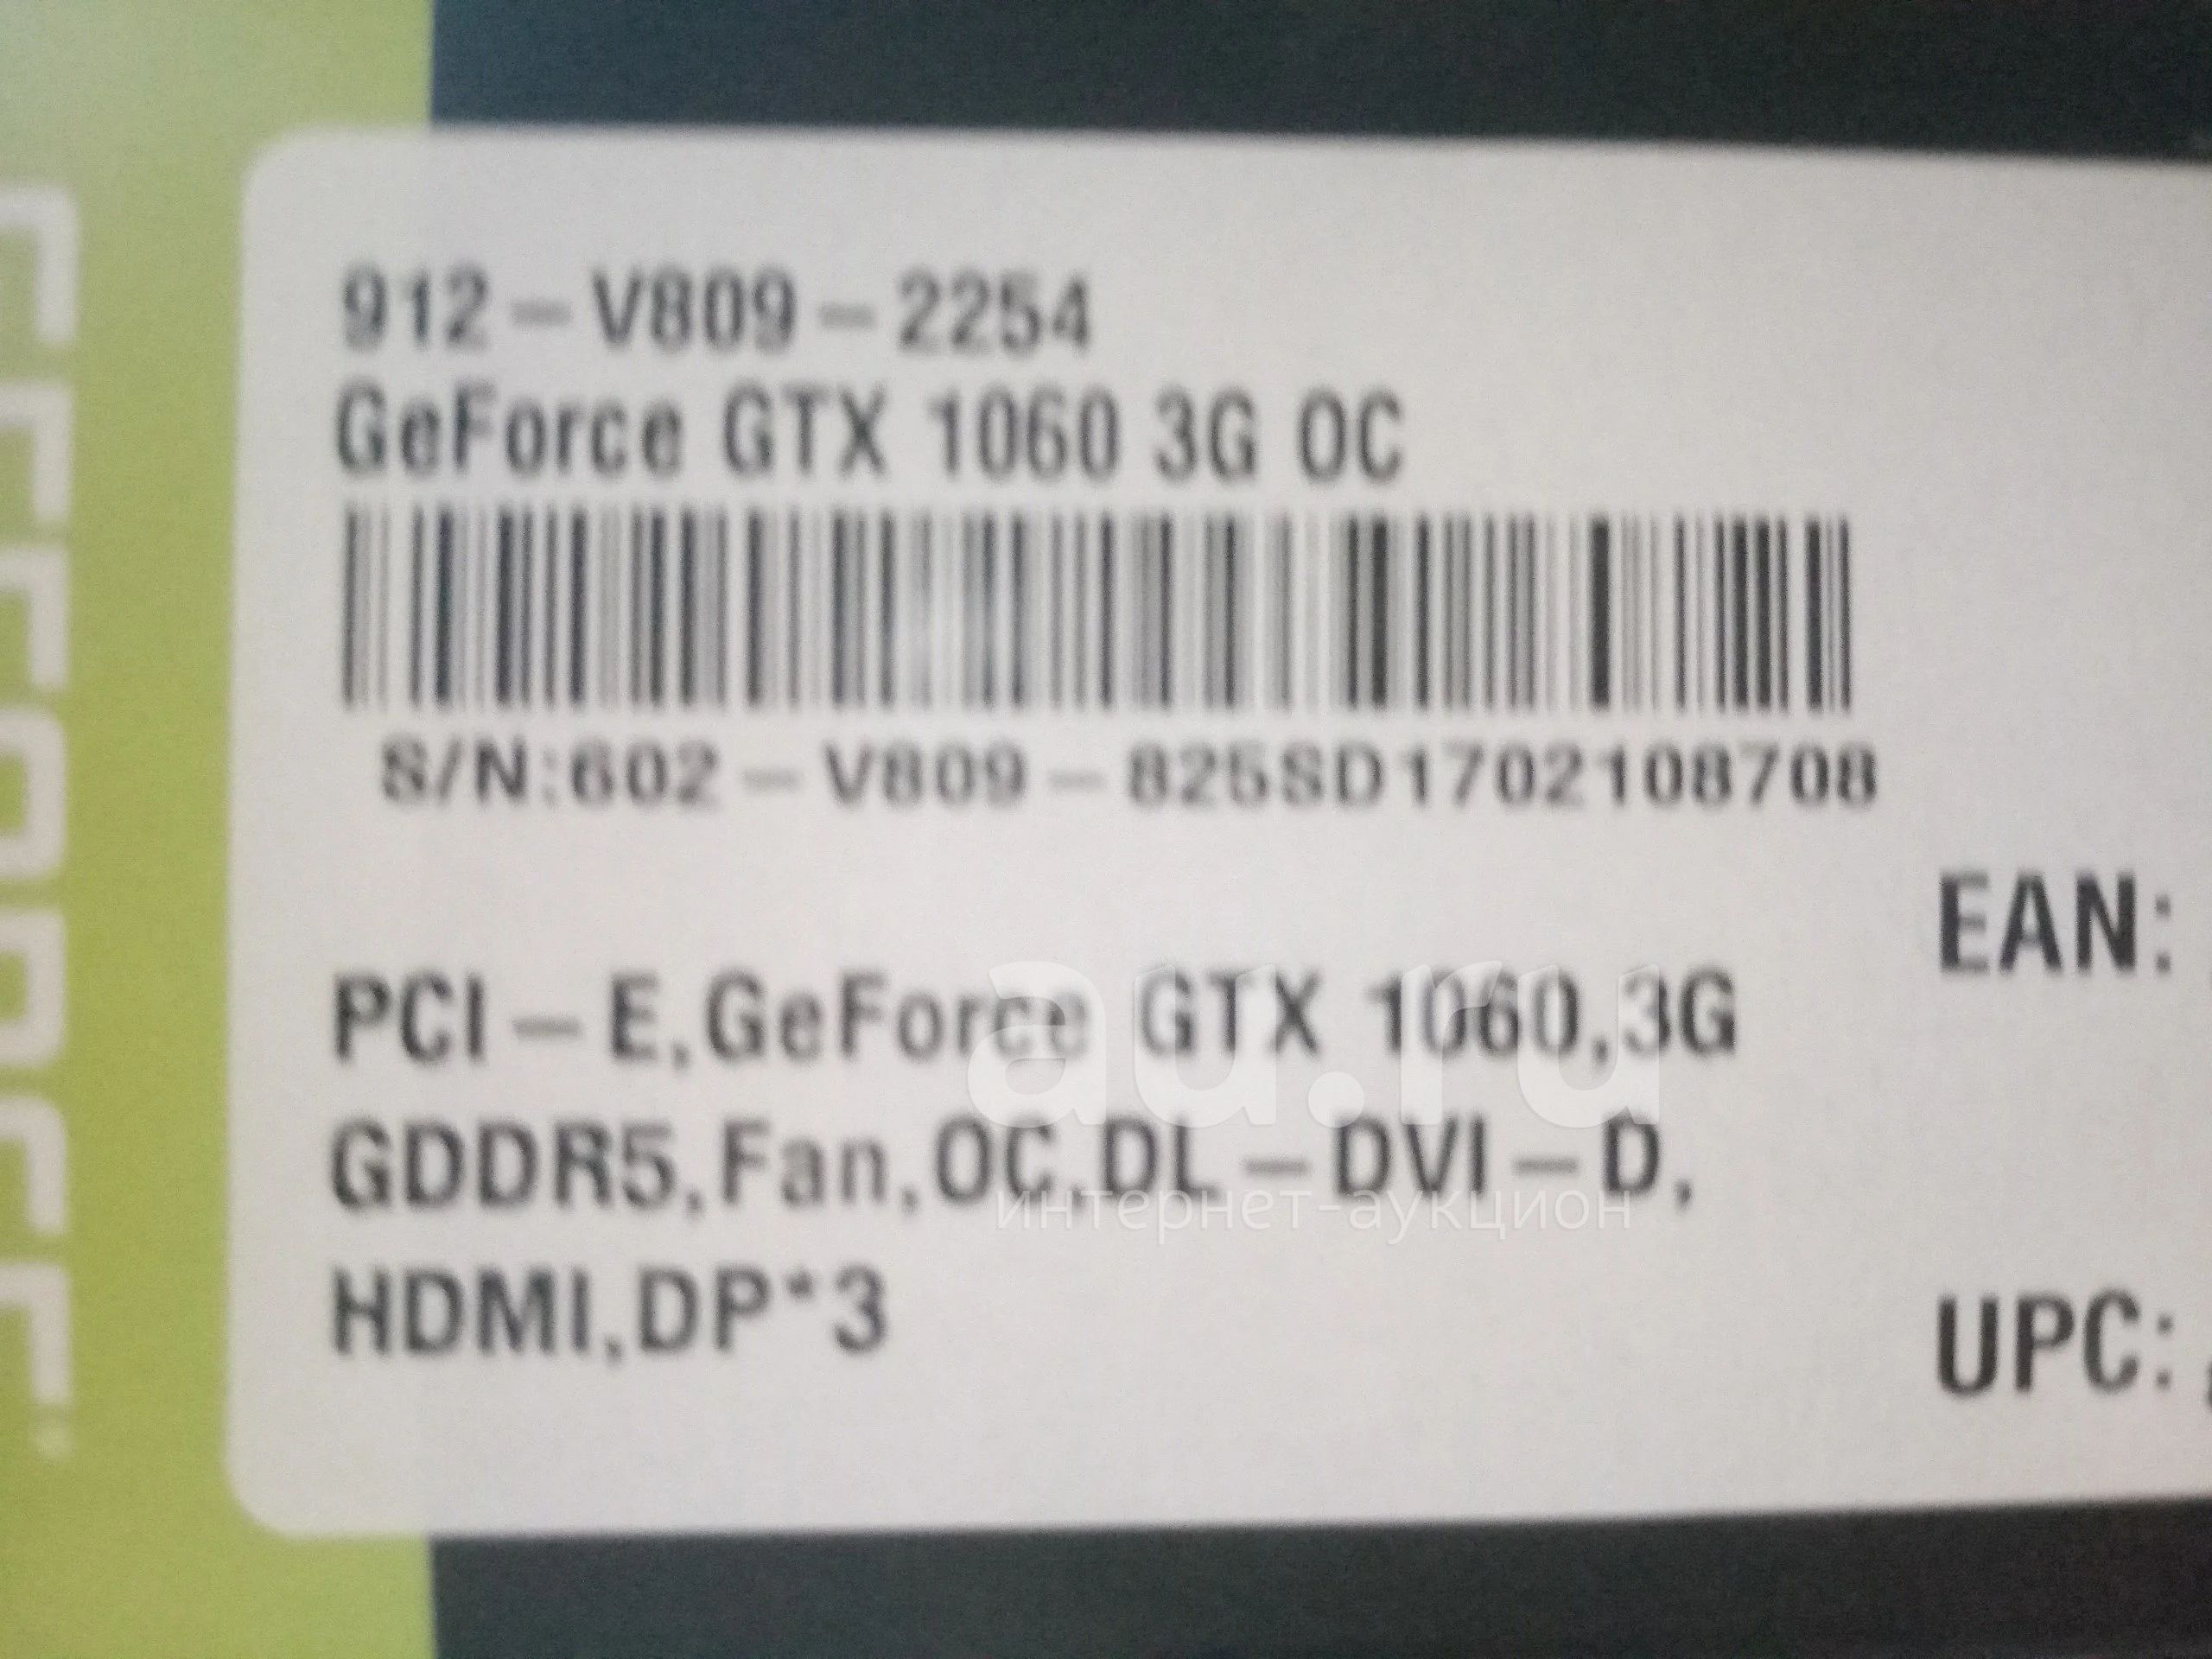 912-V809-2254
GeForce GTX 1060 3G OC
S/N:602-V809-825SD1702108708
EAN:
PCI-E,GeForce GTX 1060,3G
GDDR5,Fan,OC,DL-DVI-D,
HDMI,DP*3
UPC:
au.ru
интернет-аукцион